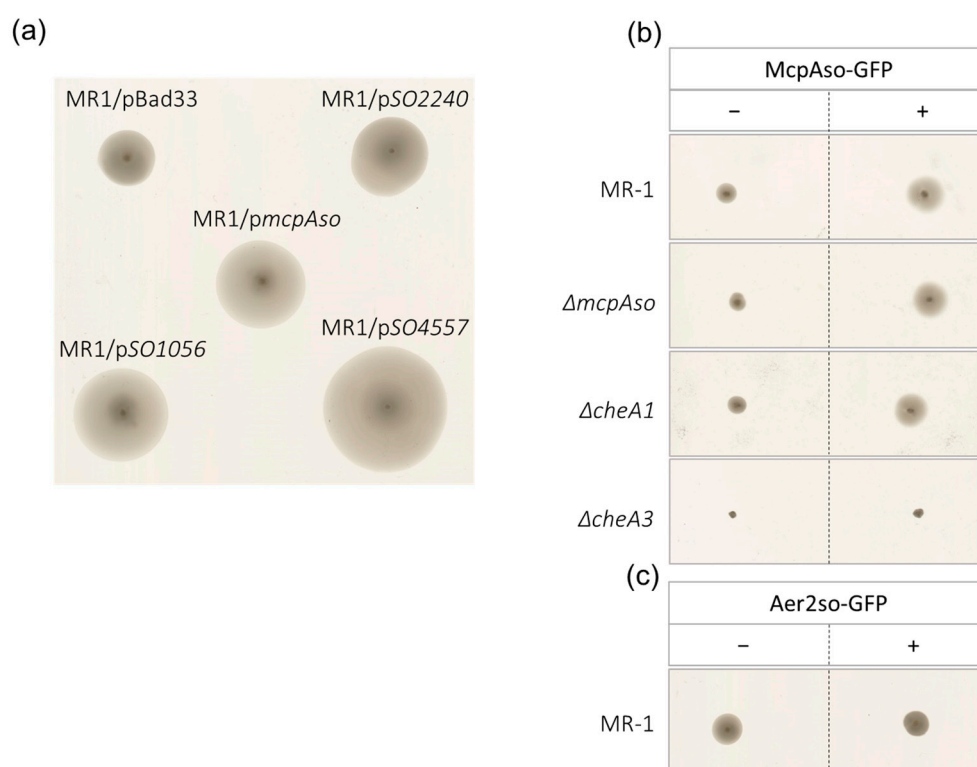 (a)
MR1/pBad33
MR1/pSO2240
MR1/pmcpAso
MR1/pSO1056
MR1/pSO4557
(b)
McpAso-GFP
− +
MR-1
ΔmcpAso
ΔcheA1
ΔcheA3
(c)
Aer2so-GFP
− +
MR-1